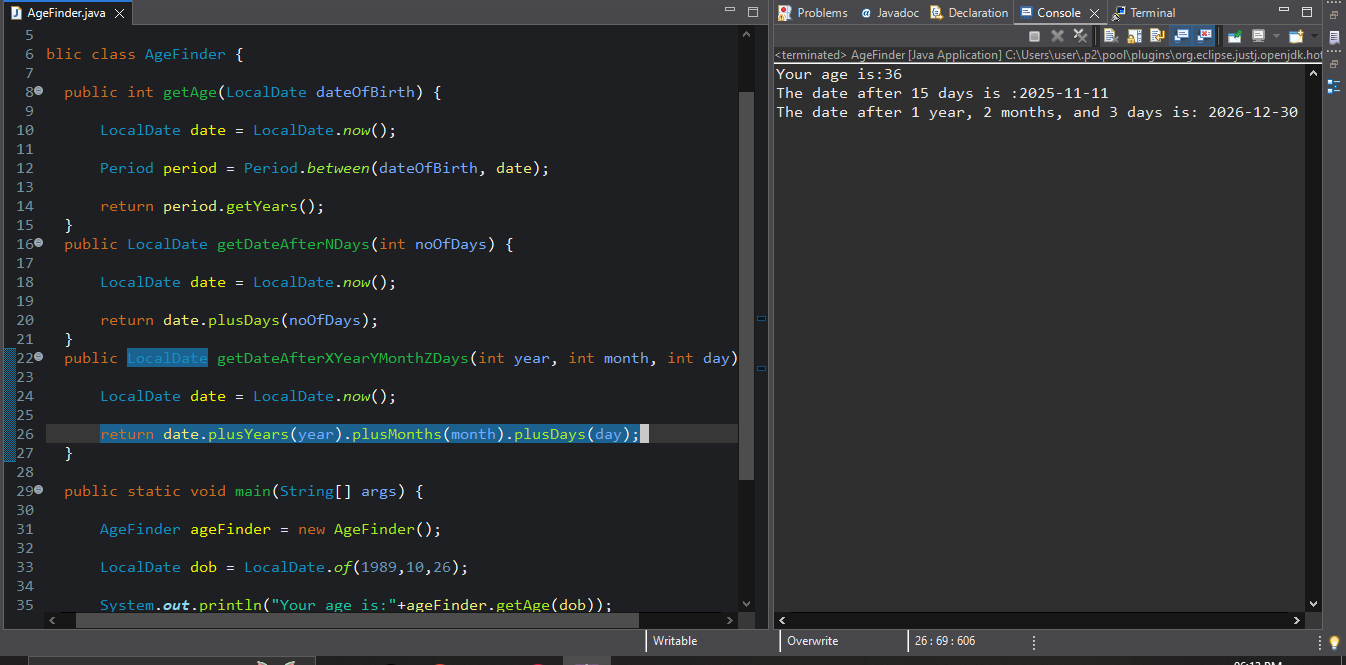 AgeFinder.java
Problems Javadoc Declaration Console Terminal
<terminated> AgeFinder [Java Application] C:\Users\user\.p2\pool\plugins\org.eclipse.justj.openjdk.hot
5
6 blic class AgeFinder {
7
8 public int getAge(LocalDate dateOfBirth) {
9
10 LocalDate date = LocalDate.now();
11
12 Period period = Period.between(dateOfBirth, date);
13
14 return period.getYears();
15 }
16 public LocalDate getDateAfterNDays(int noOfDays) {
17
18 LocalDate date = LocalDate.now();
19
20 return date.plusDays(noOfDays);
21 }
22 public LocalDate getDateAfterXYearYMonthZDays(int year, int month, int day)
23
24 LocalDate date = LocalDate.now();
25
26 return date.plusYears(year).plusMonths(month).plusDays(day);
27 }
28
29 public static void main(String[] args) {
30
31 AgeFinder ageFinder = new AgeFinder();
32
33 LocalDate dob = LocalDate.of(1989,10,26);
34
35 System.out.println("Your age is:"+ageFinder.getAge(dob));
Your age is:36
The date after 15 days is :2025-11-11
The date after 1 year, 2 months, and 3 days is: 2026-12-30
Writable Overwrite 26 : 69 : 606